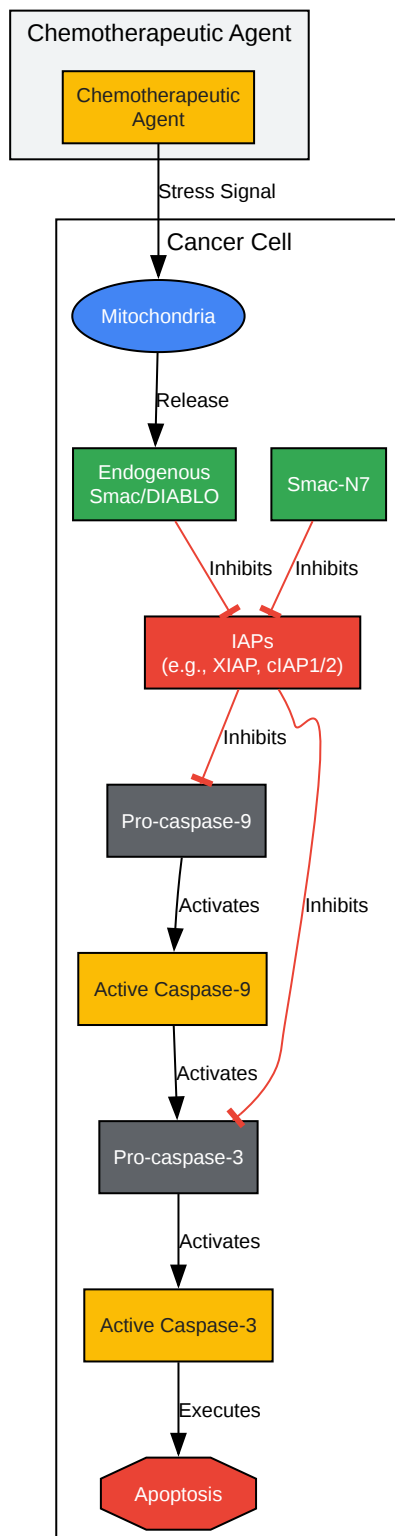 Chemotherapeutic Agent
Chemotherapeutic
Agent
Stress Signal
Cancer Cell
Mitochondria
Release
Endogenous
Smac/DIABLO
Smac-N7
Inhibits
Inhibits
IAPs
(e.g., XIAP, cIAP1/2)
Inhibits
Pro-caspase-9
Activates
Inhibits
Active Caspase-9
Activates
Pro-caspase-3
Activates
Active Caspase-3
Executes
Apoptosis